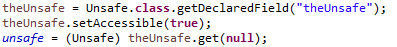 theUnsafe = Unsafe.class.getDeclaredField("theUnsafe");
theUnsafe.setAccessible(true);
unsafe = (Unsafe) theUnsafe.get(null);